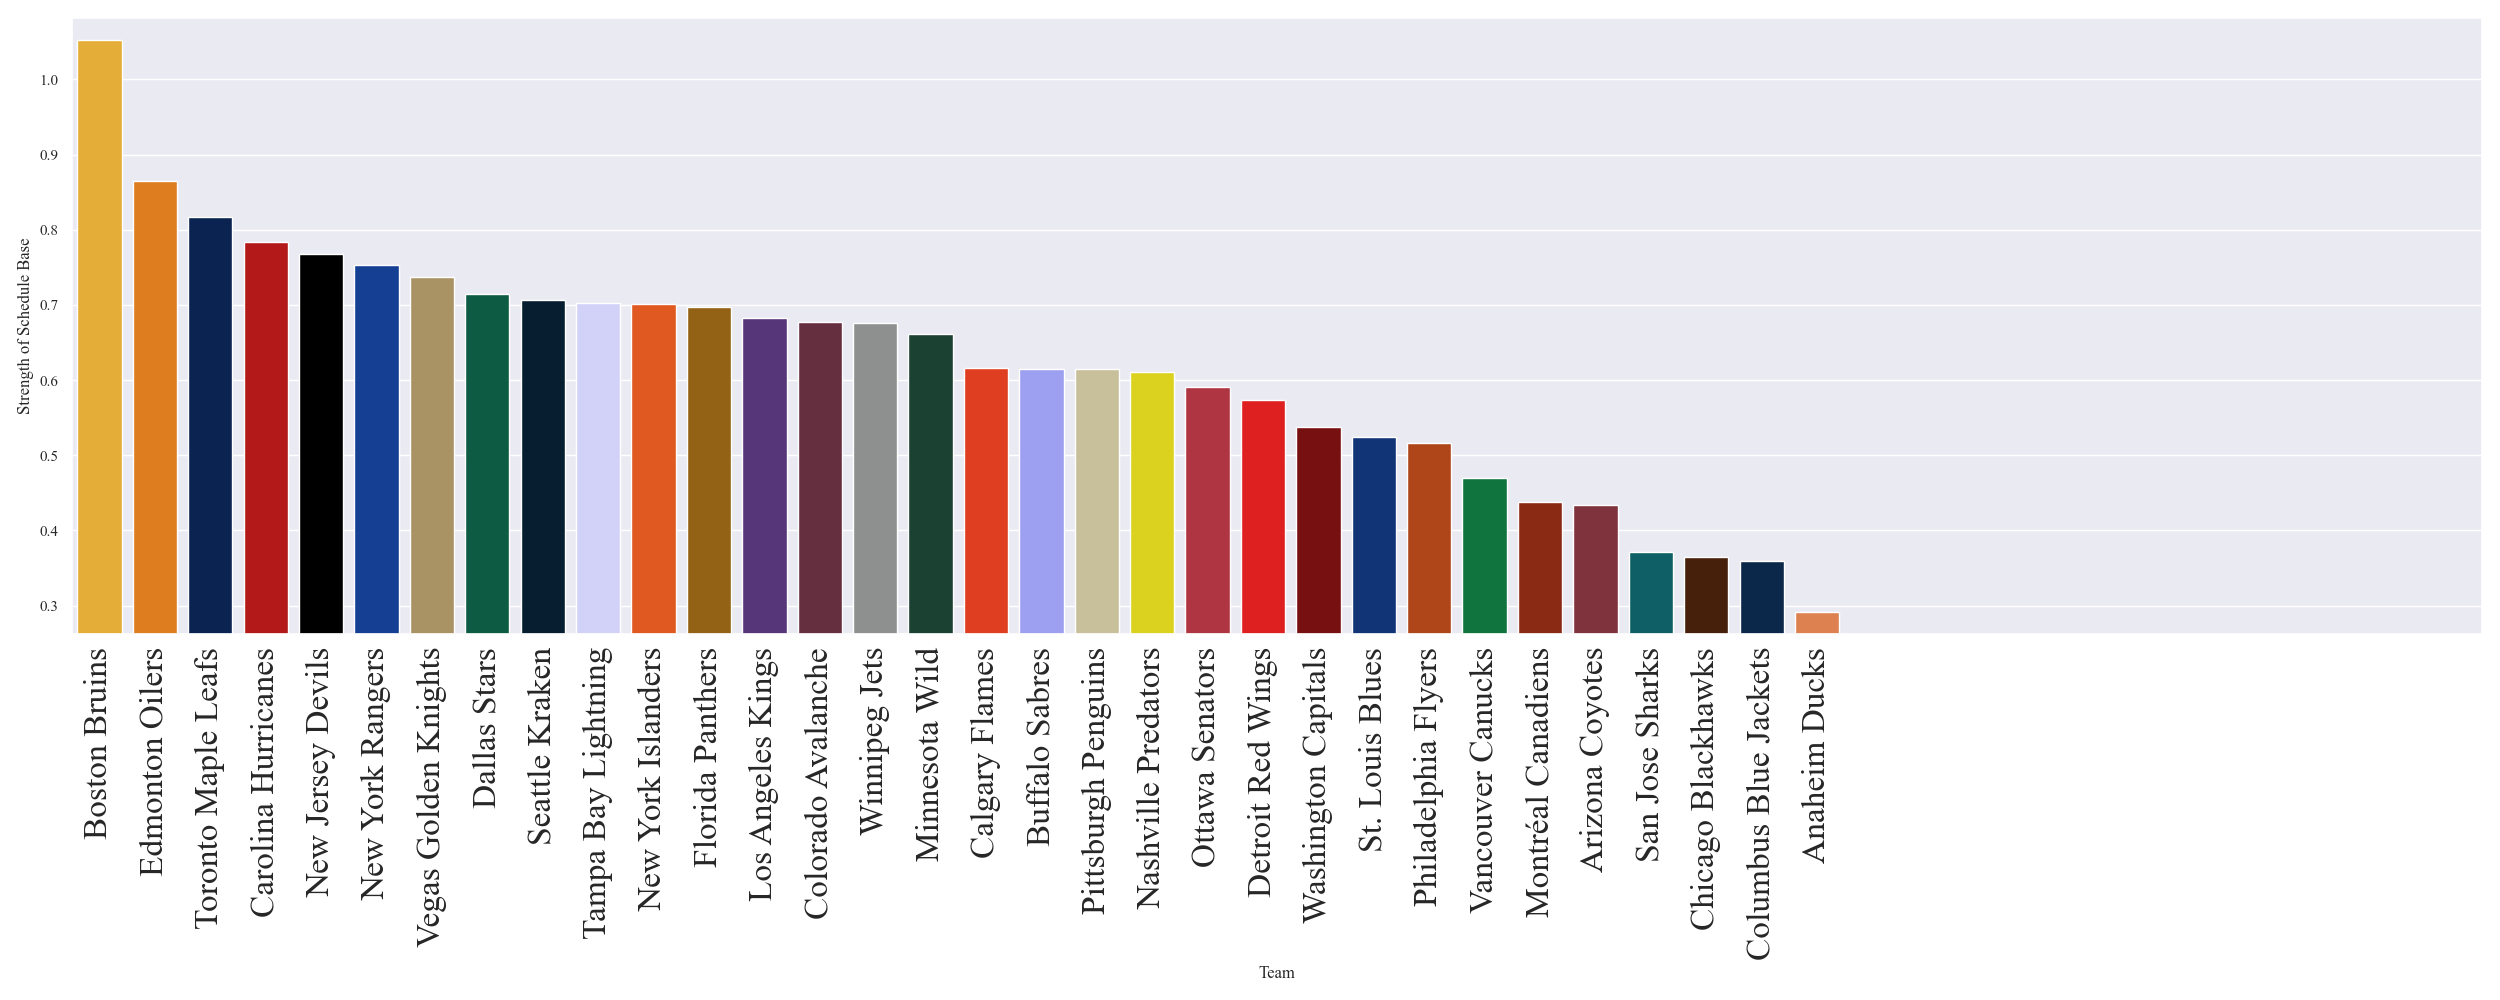 Strength of Schedule Base
1.0
0.9
0.8
0.7
0.6
0.5
0.4
0.3
Boston Bruins
Edmonton Oilers
Toronto Maple Leafs
Carolina Hurricanes
New Jersey Devils
New York Rangers
Vegas Golden Knights
Dallas Stars
Seattle Kraken
Tampa Bay Lightning
New York Islanders
Florida Panthers
Los Angeles Kings
Colorado Avalanche
Winnipeg Jets
Minnesota Wild
Calgary Flames
Buffalo Sabres
Pittsburgh Penguins
Nashville Predators
Ottawa Senators
Detroit Red Wings
Washington Capitals
St. Louis Blues
Philadelphia Flyers
Vancouver Canucks
Montréal Canadiens
Arizona Coyotes
San Jose Sharks
Chicago Blackhawks
Columbus Blue Jackets
Anaheim Ducks
Team